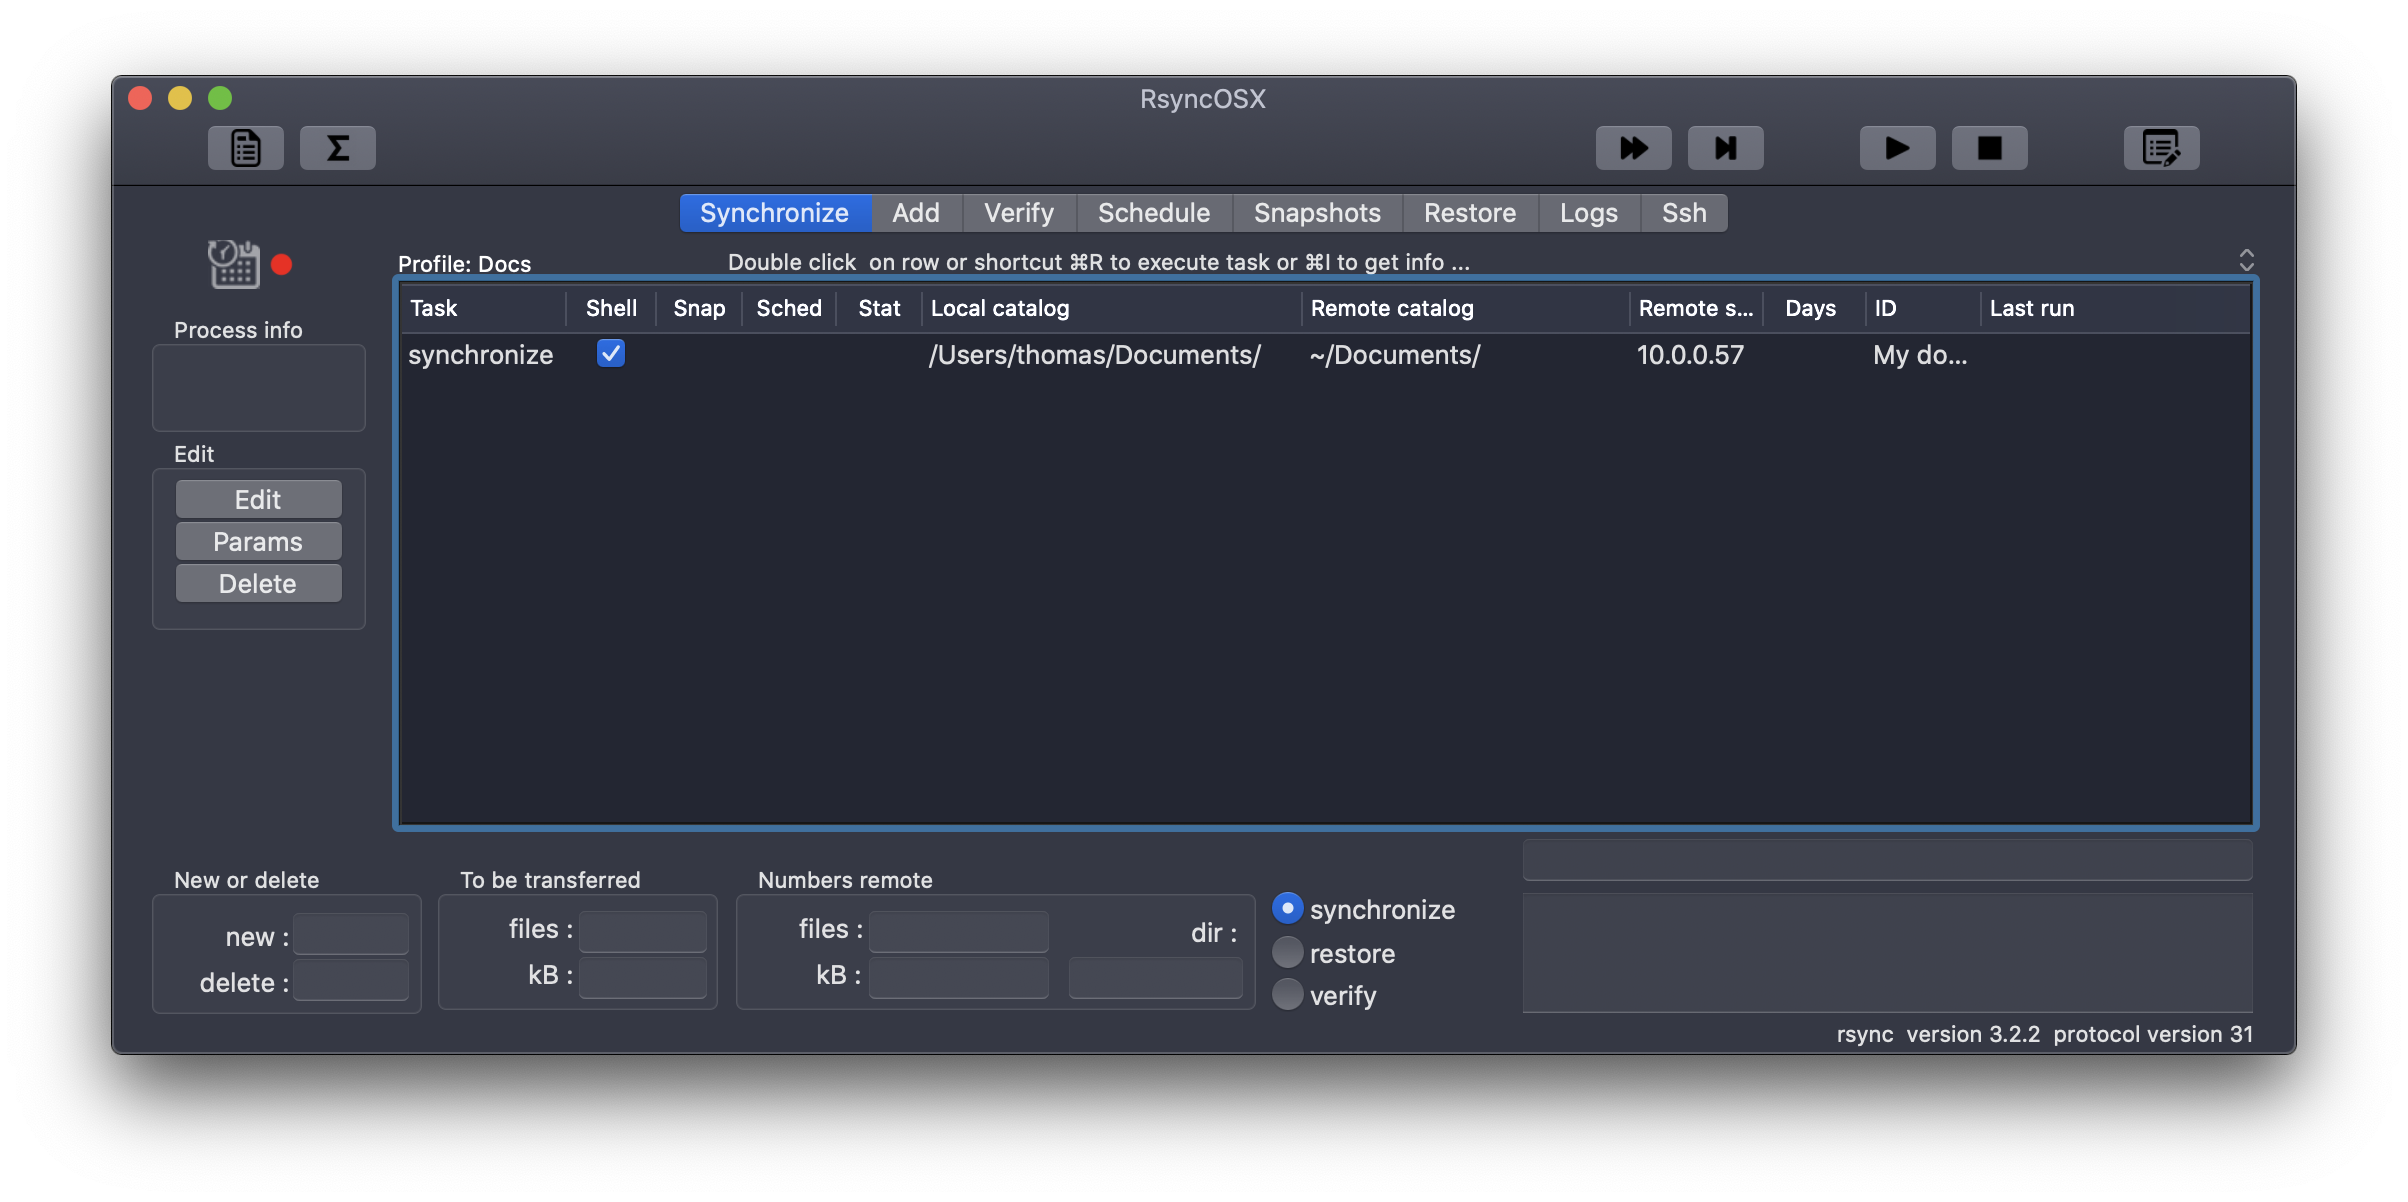 RsyncOSX
Σ
Synchronize Add Verify Schedule Snapshots Restore Logs Ssh
Profile: Docs Double click on row or shortcut ⌘R to execute task or ⌘I to get info ...
Process info
Edit
Edit
Params
Delete
Task Shell Snap Sched Stat Local catalog Remote catalog Remote s... Days ID Last run
synchronize /Users/thomas/Documents/ ~/Documents/ 10.0.0.57 My do...
New or delete
new :
delete :
To be transferred
files :
kB :
Numbers remote
files :
kB :
dir :
synchronize
restore
verify
rsync version 3.2.2 protocol version 31